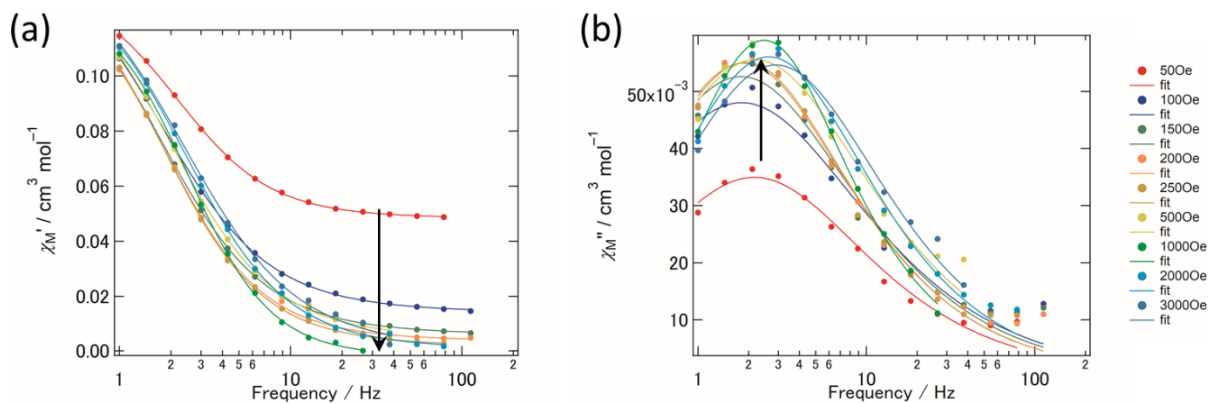 (a)
0.10
0.08
0.06
0.04
0.02
0.00
χM' / cm³ mol⁻¹
1
2
3
4
5
6
10
2
3
4
5
6
100
2
Frequency / Hz
(b)
50x10⁻³
40
30
20
10
χM'' / cm³ mol⁻¹
1
2
3
4
5
6
10
2
3
4
5
6
100
2
Frequency / Hz
50Oe
fit
100Oe
fit
150Oe
fit
200Oe
fit
250Oe
fit
500Oe
fit
1000Oe
fit
2000Oe
fit
3000Oe
fit